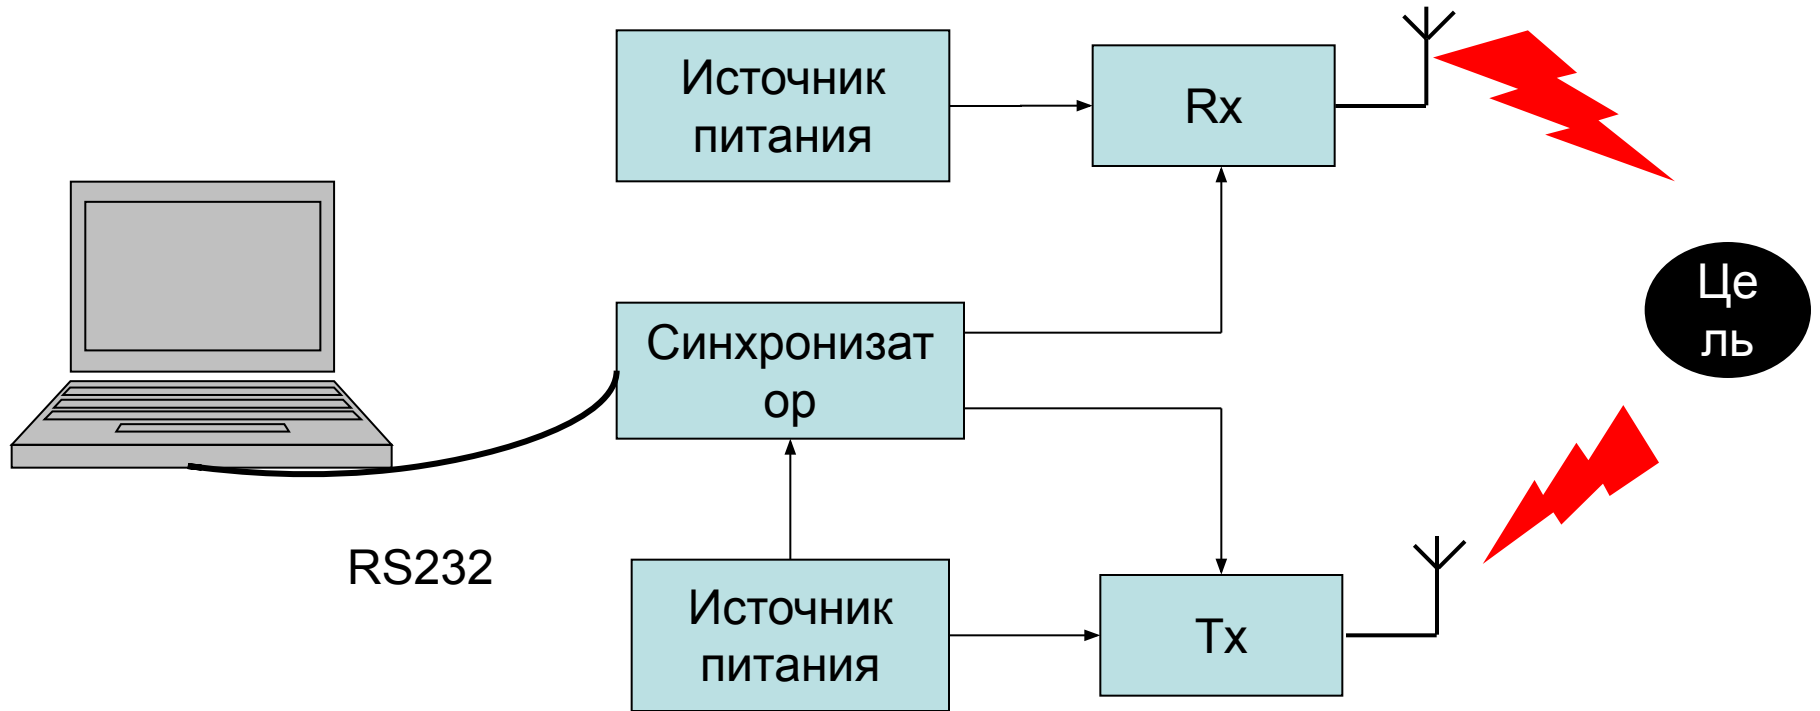 Источник
питания
Rx
Це
ль
Синхронизат
ор
RS232
Источник
питания
Tx